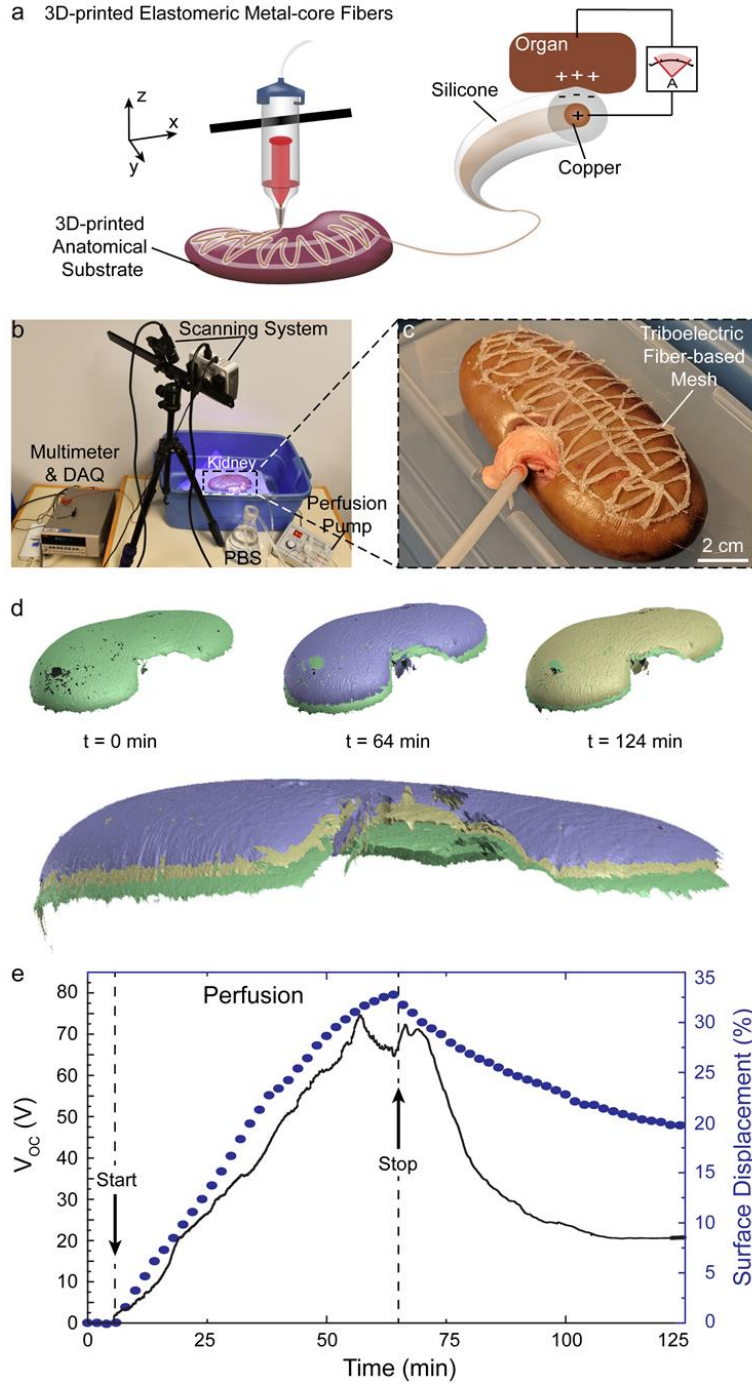 a 3D-printed Elastomeric Metal-core Fibers
z
x
y
3D-printed
Anatomical
Substrate
Organ
+ + +
- - -
+
Silicone
Copper
A
b
Scanning System
Multimeter
& DAQ
Kidney
Perfusion
Pump
PBS
c
Triboelectric
Fiber-based
Mesh
2 cm
d
t = 0 min
t = 64 min
t = 124 min
e
Perfusion
Start
Stop
V_OC (V)
80
70
60
50
40
30
20
10
0
Surface Displacement (%)
35
30
25
20
15
10
5
0
0 25 50 75 100 125
Time (min)